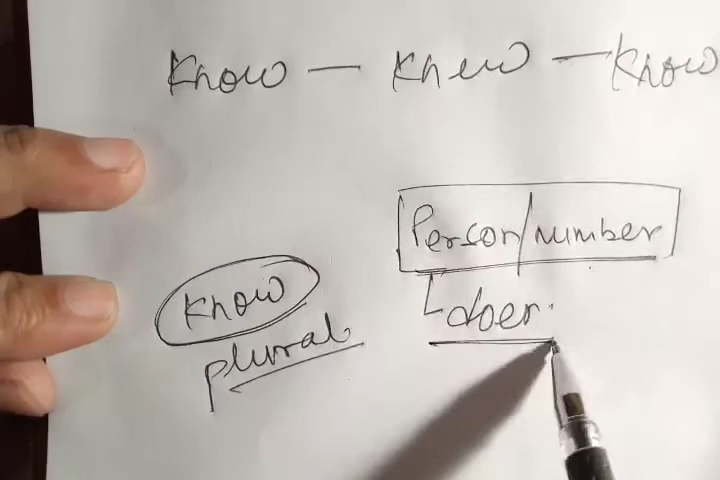 Know — Knew — Know
Person/number
Know
doer.
plural